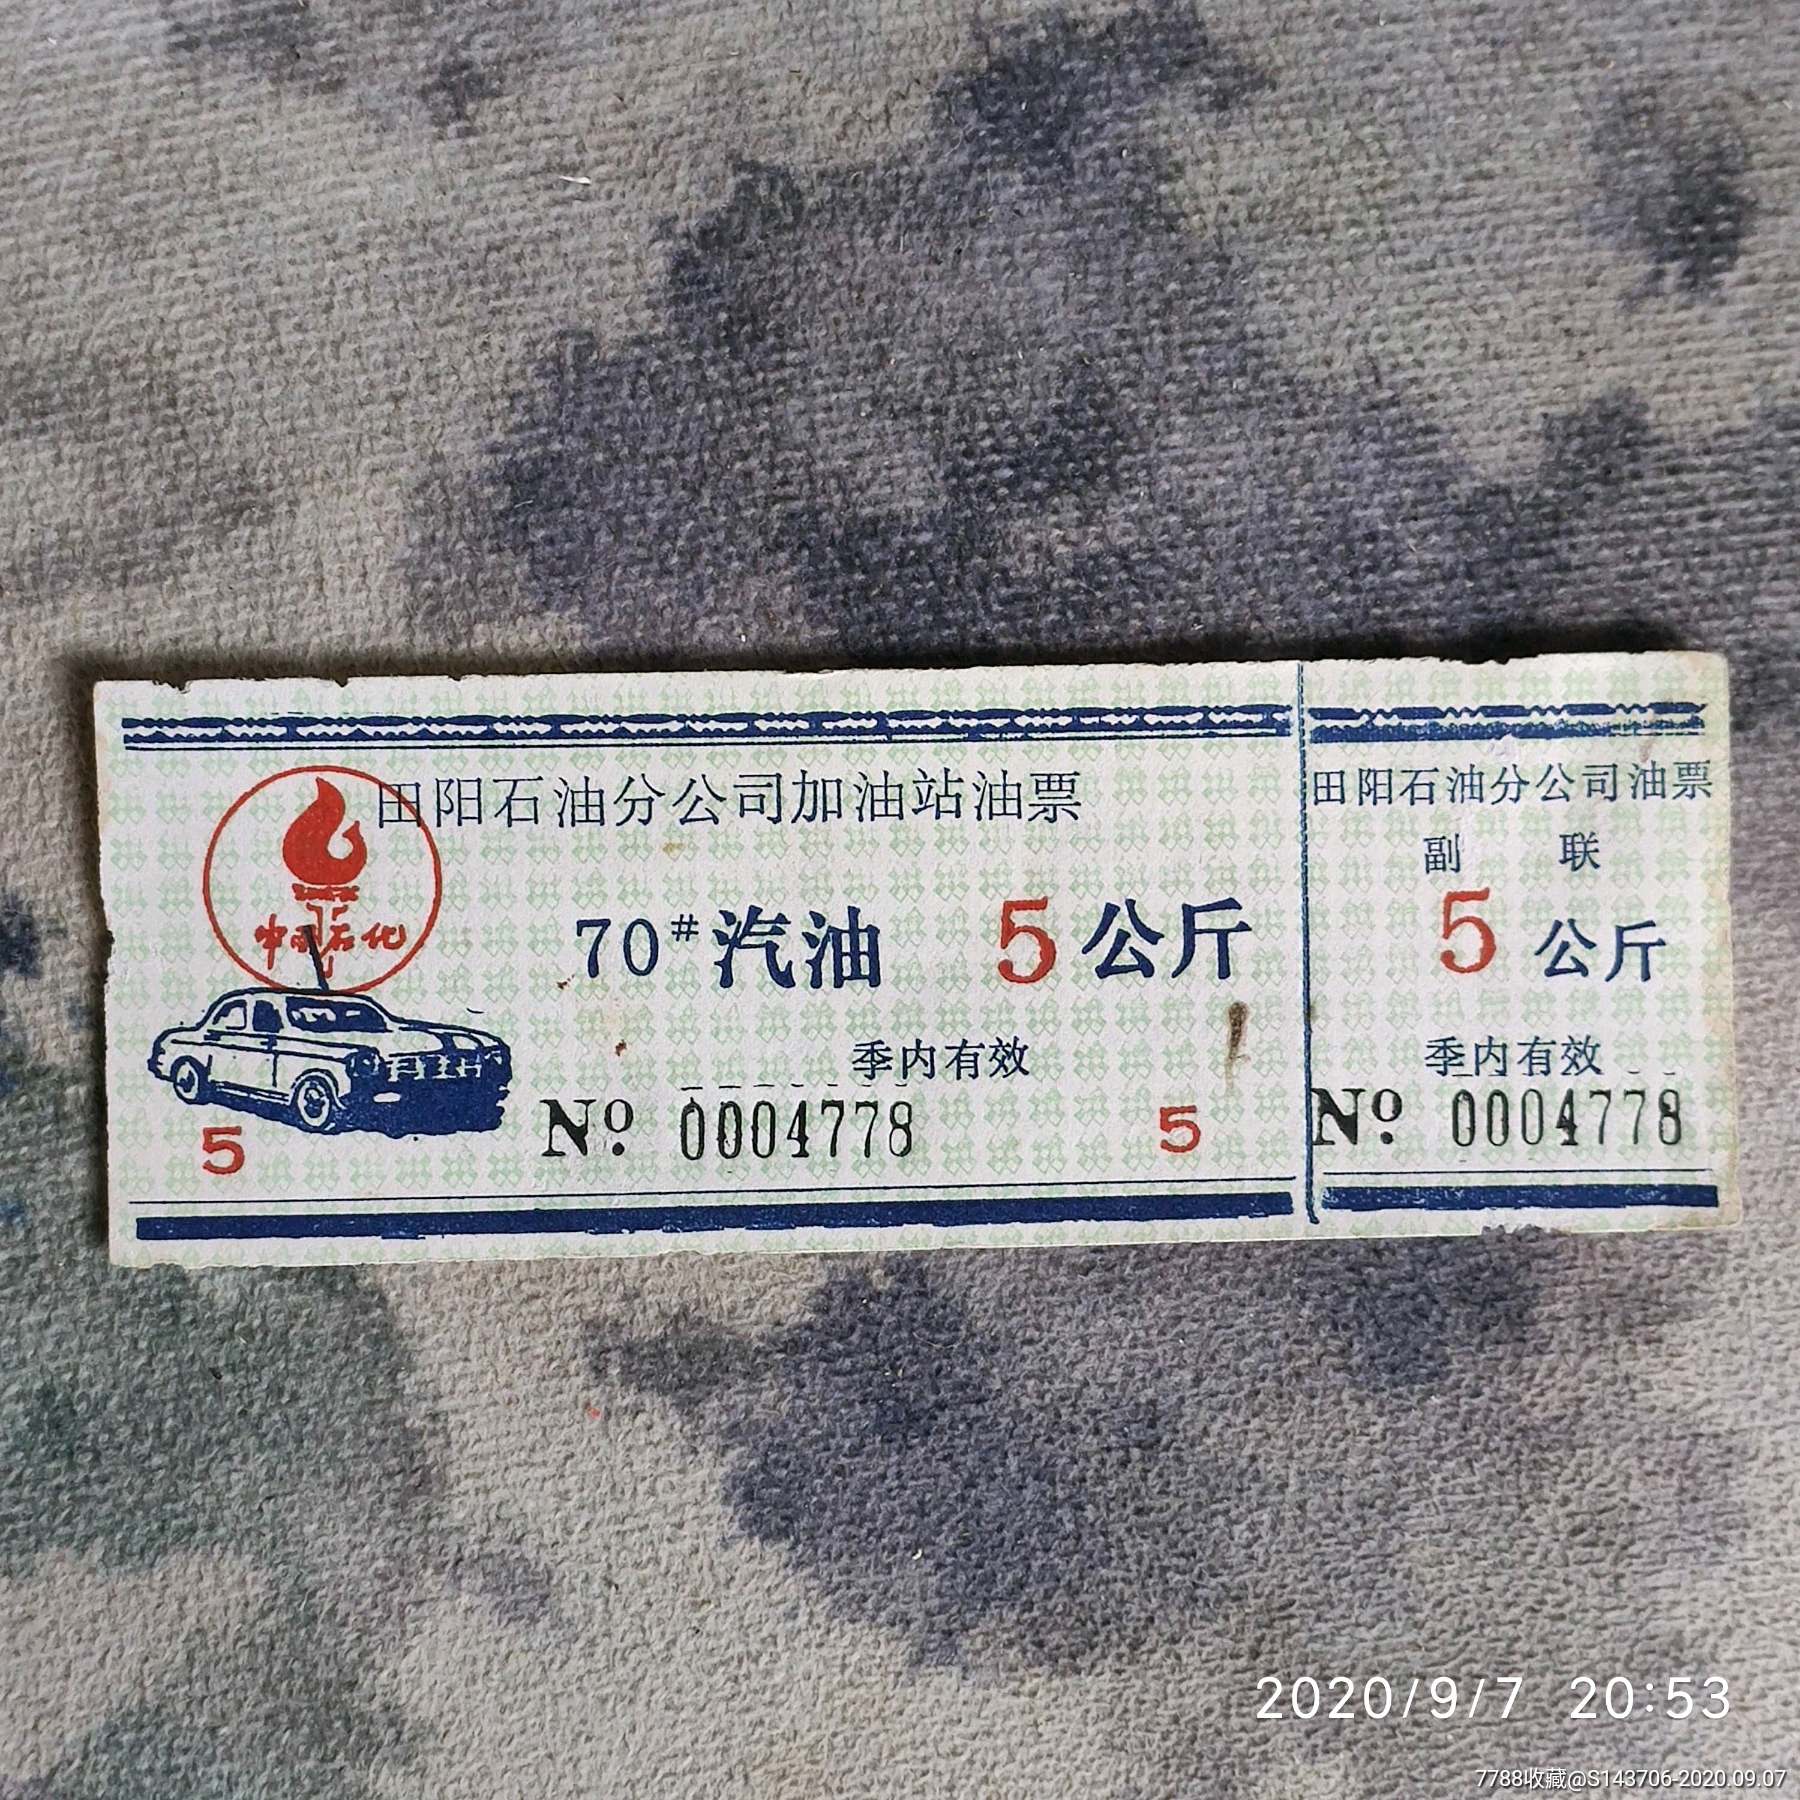 田阳石油分公司加油站油票
中国石化
70#汽油 5公斤
季内有效
No 0004778
5 5
田阳石油分公司油票
副 联
5公斤
季内有效
No 0004778
2020/9/7 20:53
7788收藏@S143706-2020.09.07